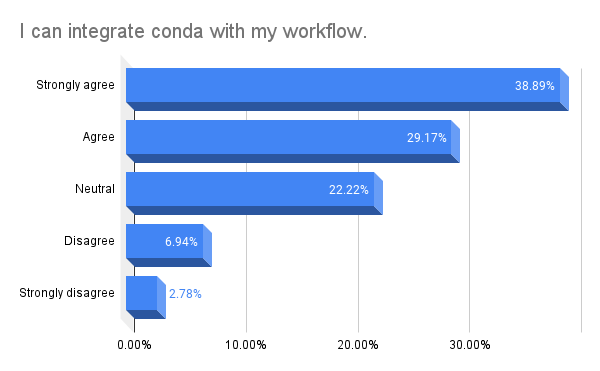 I can integrate conda with my workflow.
Strongly agree
38.89%
Agree
29.17%
Neutral
22.22%
Disagree
6.94%
Strongly disagree
2.78%
0.00%
10.00%
20.00%
30.00%